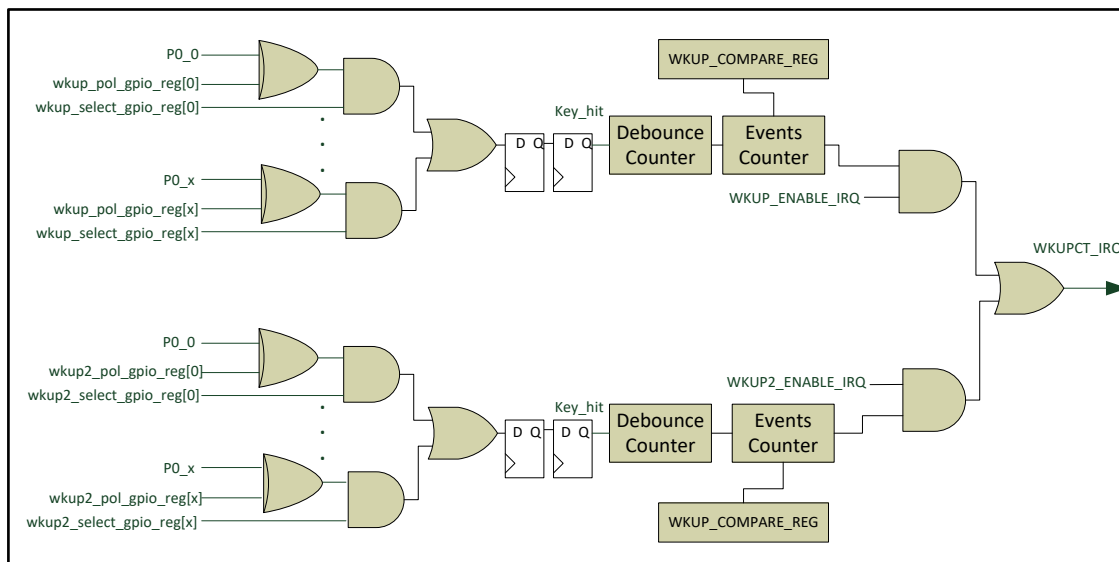 P0_0
wkup_pol_gpio_reg[0]
wkup_select_gpio_reg[0]
P0_x
wkup_pol_gpio_reg[x]
wkup_select_gpio_reg[x]
Key_hit
D Q
D Q
Debounce
Counter
WKUP_COMPARE_REG
Events
Counter
WKUP_ENABLE_IRQ
WKUPCT_IRQ
P0_0
wkup2_pol_gpio_reg[0]
wkup2_select_gpio_reg[0]
P0_x
wkup2_pol_gpio_reg[x]
wkup2_select_gpio_reg[x]
Key_hit
D Q
D Q
Debounce
Counter
WKUP2_ENABLE_IRQ
Events
Counter
WKUP_COMPARE_REG